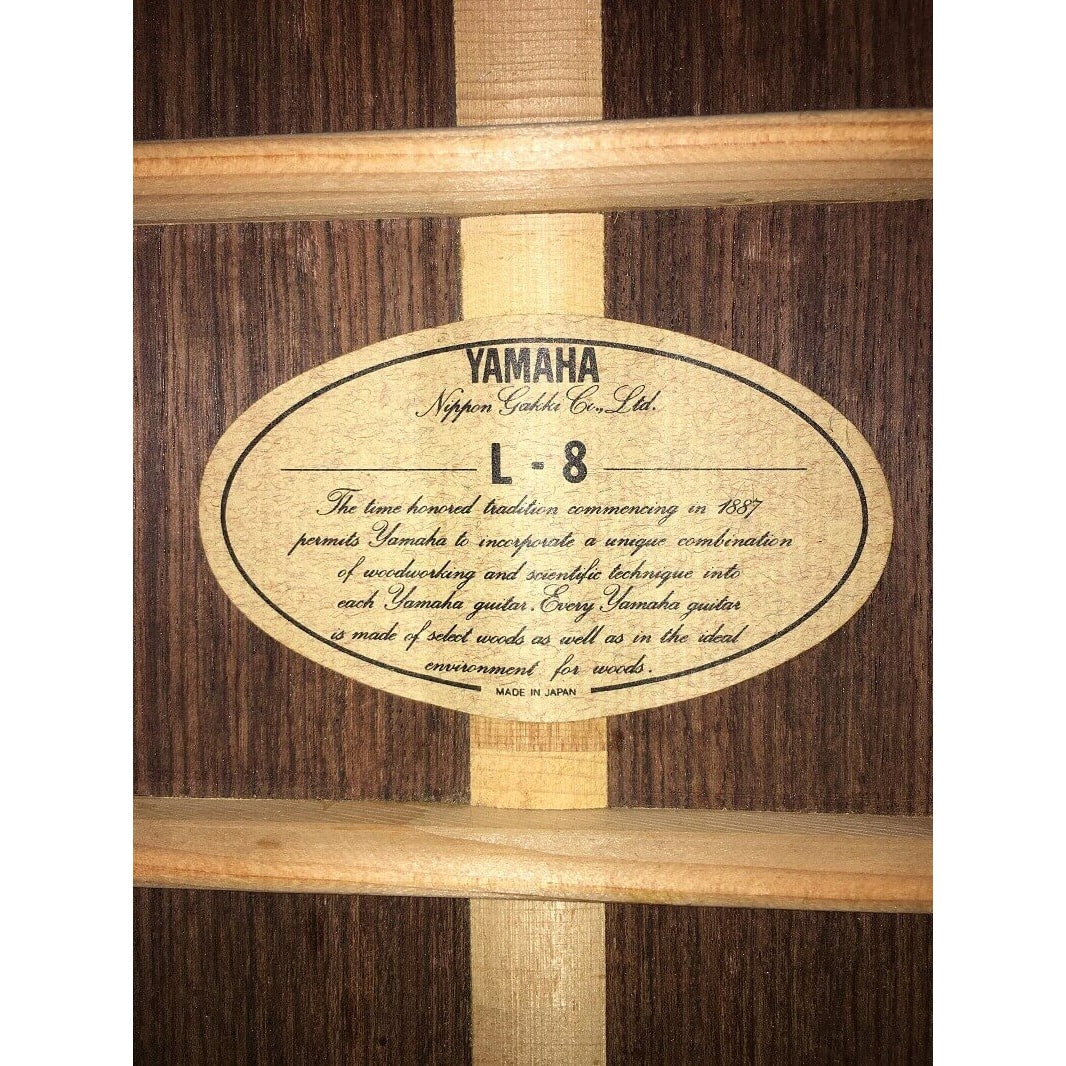 YAMAHA
Nippon Gakki Co., Ltd.
L - 8
The time honored tradition commencing in 1887
permits Yamaha to incorporate a unique combination
of woodworking and scientific technique into
each Yamaha guitar. Every Yamaha guitar
is made of select woods as well as in the ideal
environment for woods.
MADE IN JAPAN